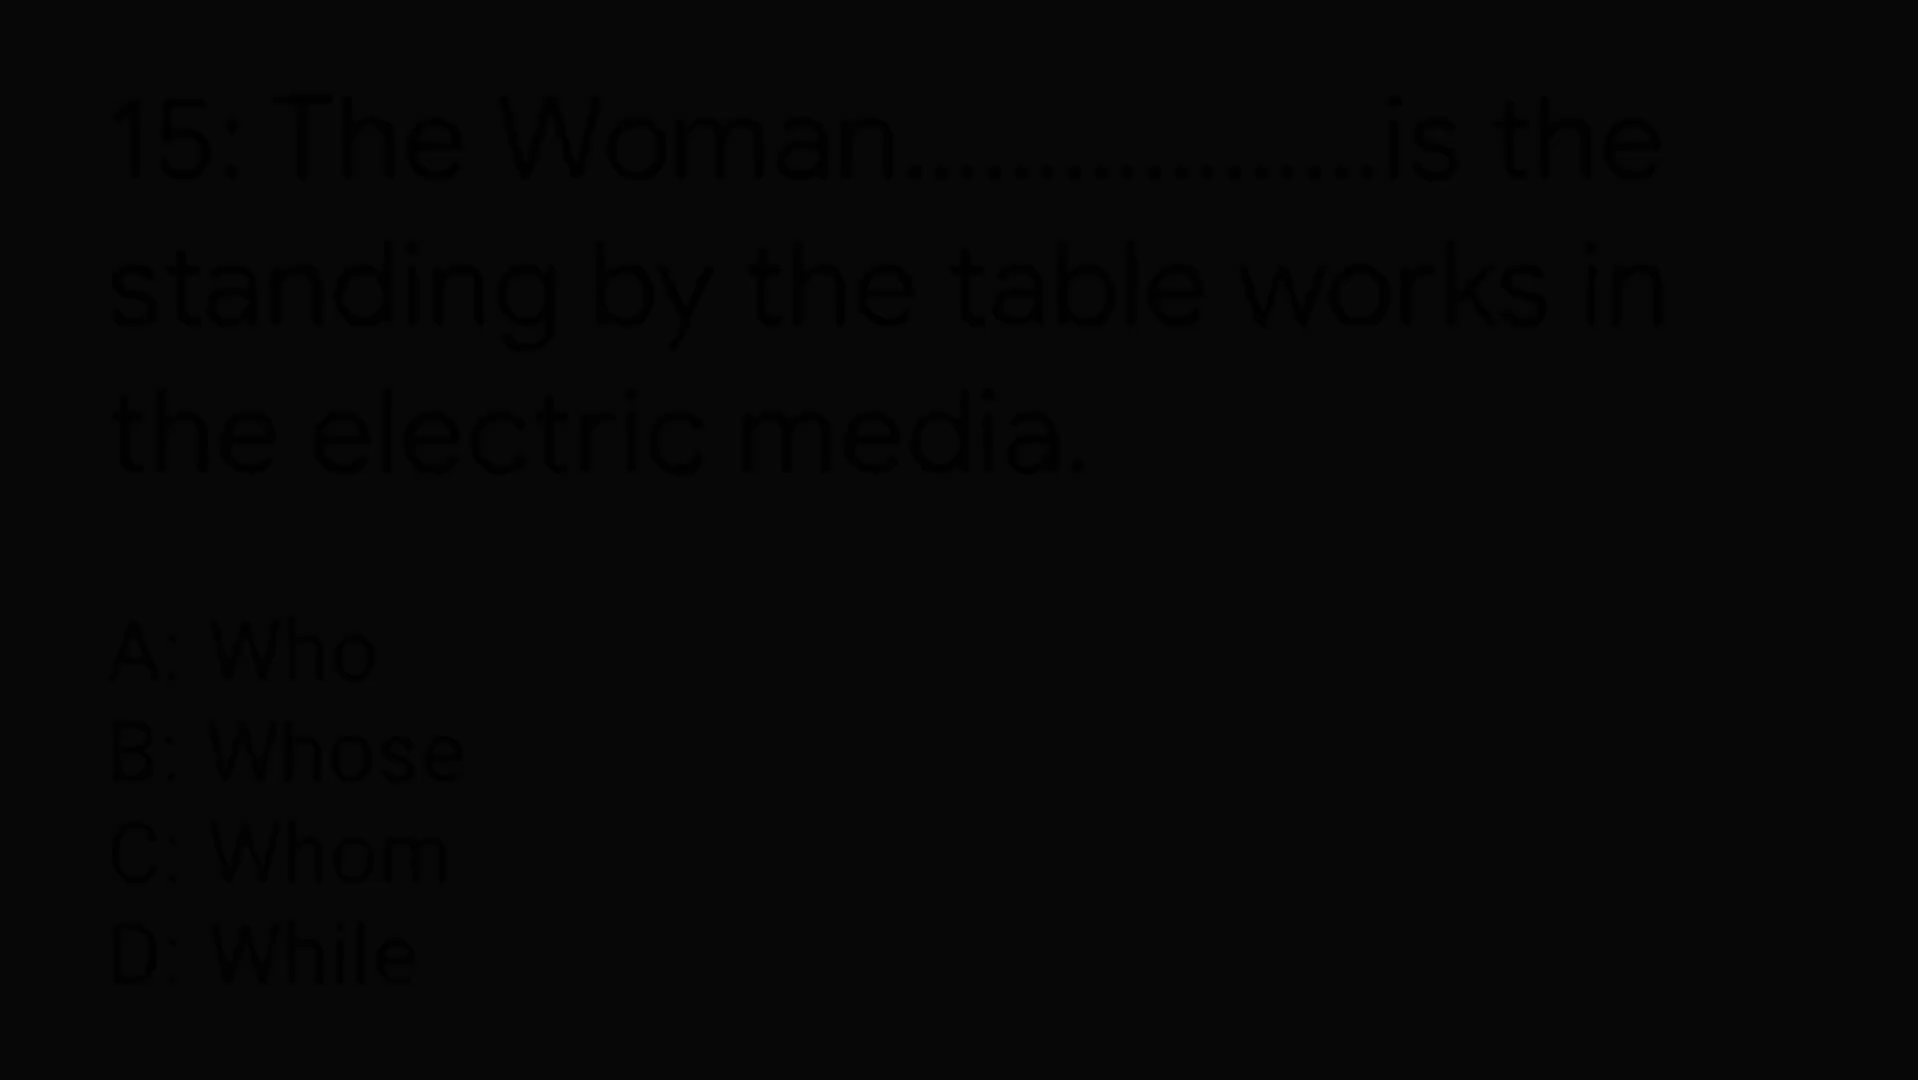 15: The Woman..................is the
standing by the table works in
the electric media.
A: Who
B: Whose
C: Whom
D: While